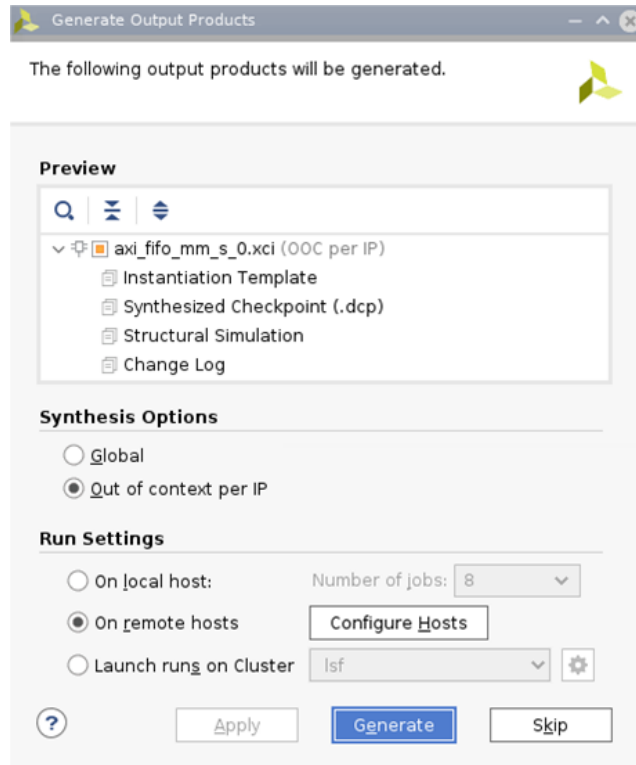 Generate Output Products
The following output products will be generated.
Preview
axi_fifo_mm_s_0.xci (OOC per IP)
Instantiation Template
Synthesized Checkpoint (.dcp)
Structural Simulation
Change Log
Synthesis Options
Global
Out of context per IP
Run Settings
On local host: Number of jobs: 8
On remote hosts Configure Hosts
Launch runs on Cluster lsf
? Apply Generate Skip